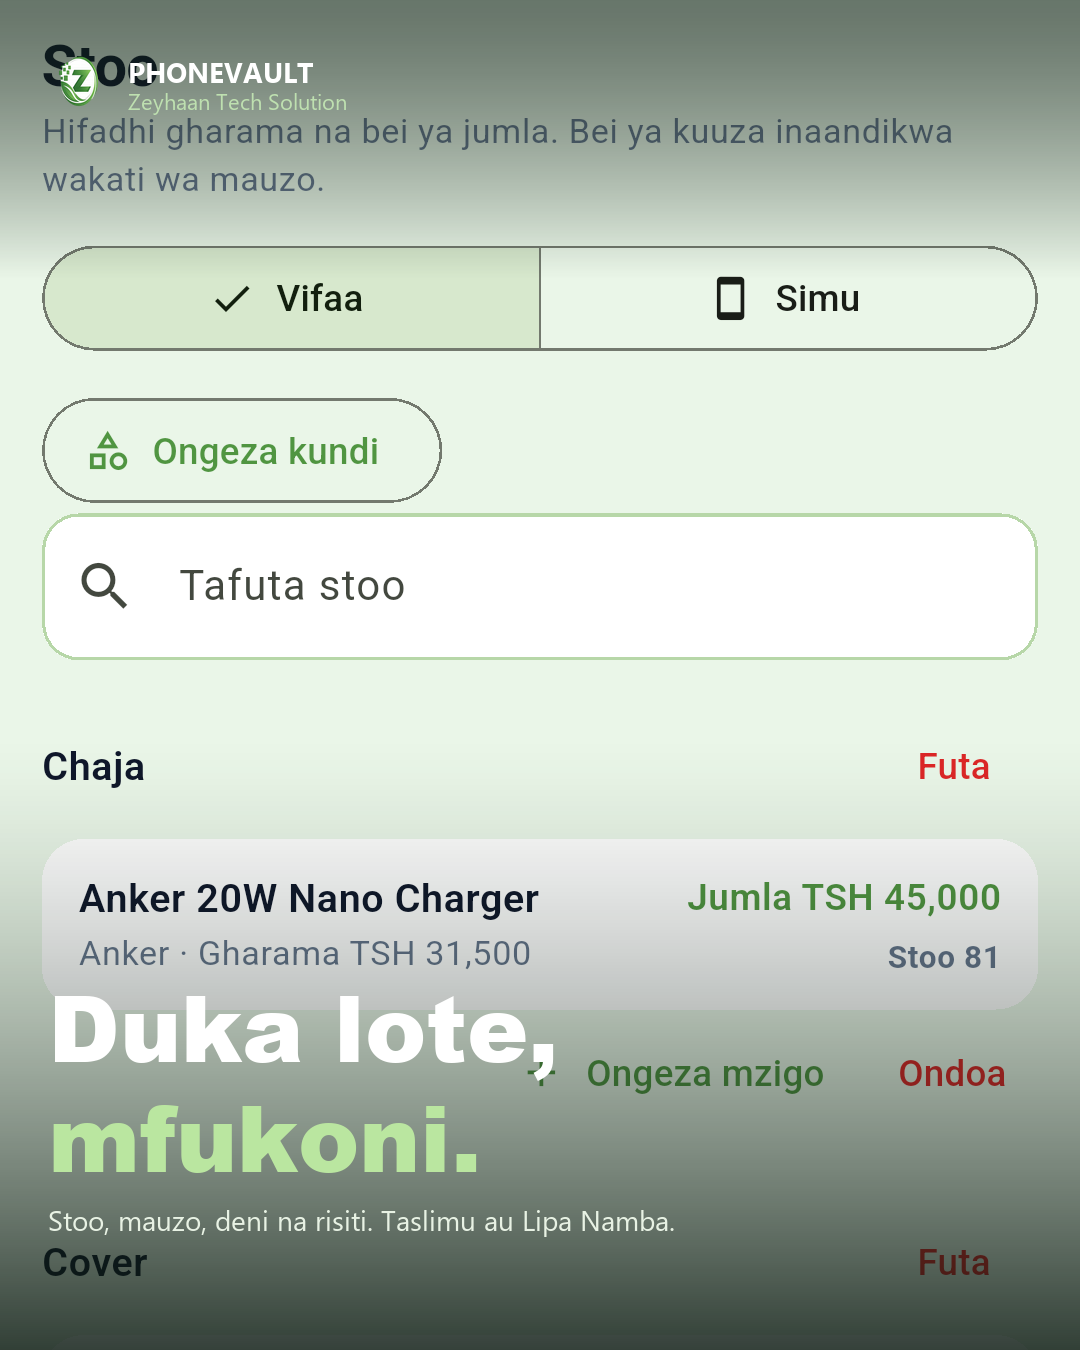 Stoo
PHONEVAULT
Zeyhaan Tech Solution
Hifadhi gharama na bei ya jumla. Bei ya kuuza inaandikwa
wakati wa mauzo.
Vifaa
Simu
Ongeza kundi
Tafuta stoo
Chaja
Futa
Anker 20W Nano Charger
Jumla TSH 45,000
Anker · Gharama TSH 31,500
Stoo 81
Duka lote,
+ Ongeza mzigo
Ondoa
mfukoni.
Stoo, mauzo, deni na risiti. Taslimu au Lipa Namba.
Cover
Futa